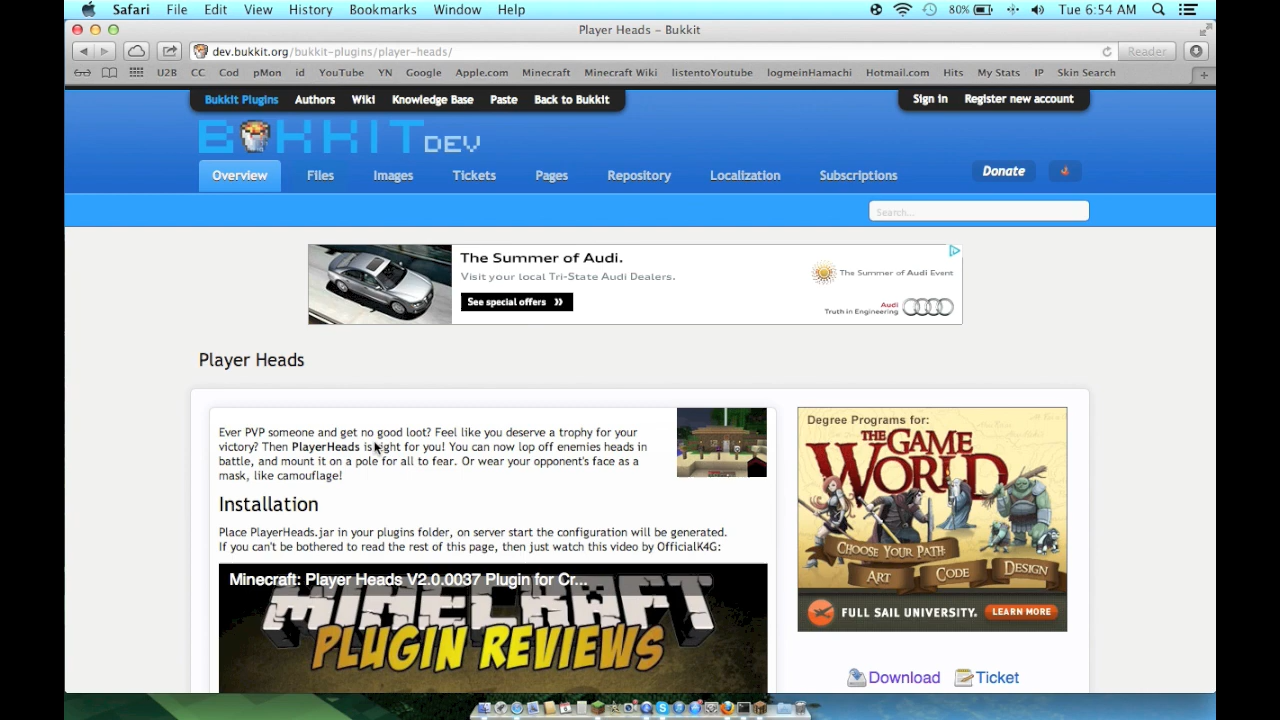 Safari File Edit View History Bookmarks Window Help 80% Tue 6:54 AM
Player Heads – Bukkit
dev.bukkit.org/bukkit-plugins/player-heads/ Reader
U2B CC Cod pMon id YouTube YN Google Apple.com Minecraft Minecraft Wiki listentoYoutube logmeinHamachi Hotmail.com Hits My Stats IP Skin Search
Bukkit Plugins Authors Wiki Knowledge Base Paste Back to Bukkit Sign in Register new account
BUKKIT DEV
Overview Files Images Tickets Pages Repository Localization Subscriptions Donate
Search...
The Summer of Audi.
Visit your local Tri-State Audi Dealers.
See special offers »
The Summer of Audi Event
Audi
Truth in Engineering
Player Heads
Ever PVP someone and get no good loot? Feel like you deserve a trophy for your
victory? Then PlayerHeads is right for you! You can now lop off enemies heads in
battle, and mount it on a pole for all to fear. Or wear your opponent's face as a
mask, like camouflage!
Installation
Place PlayerHeads.jar in your plugins folder, on server start the configuration will be generated.
If you can't be bothered to read the rest of this page, then just watch this video by OfficialK4G:
Minecraft: Player Heads V2.0.0037 Plugin for Cr...
MINECRAFT
PLUGIN REVIEWS
Degree Programs for:
THE GAME
WORLD
CHOOSE YOUR PATH:
ART CODE DESIGN
FULL SAIL UNIVERSITY. LEARN MORE
Download Ticket